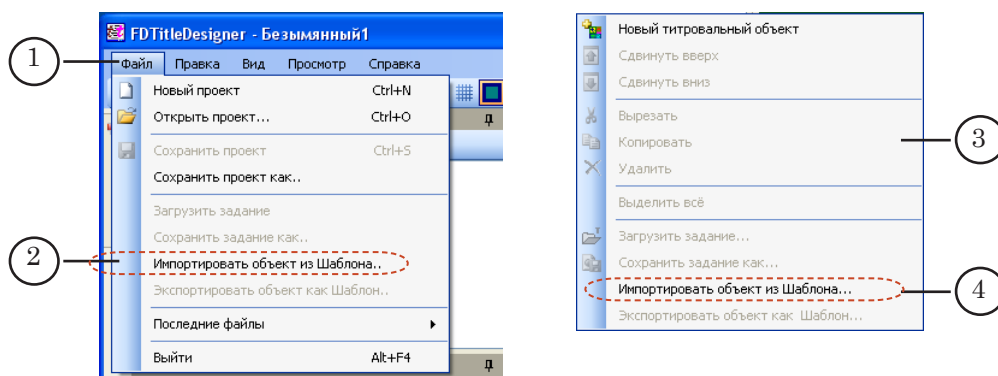 FDTitleDesigner - Безымянный1
1
Файл Правка Вид Просмотр Справка
Новый проект Ctrl+N
Открыть проект... Ctrl+O
Сохранить проект Ctrl+S
Сохранить проект как..
Загрузить задание
Сохранить задание как..
2
Импортировать объект из Шаблона..
Экспортировать объект как Шаблон..
Последние файлы
Выйти Alt+F4
Новый титровальный объект
Сдвинуть вверх
Сдвинуть вниз
Вырезать
Копировать
3
Удалить
Выделить всё
Загрузить задание...
Сохранить задание как...
Импортировать объект из Шаблона...
4
Экспортировать объект как Шаблон...